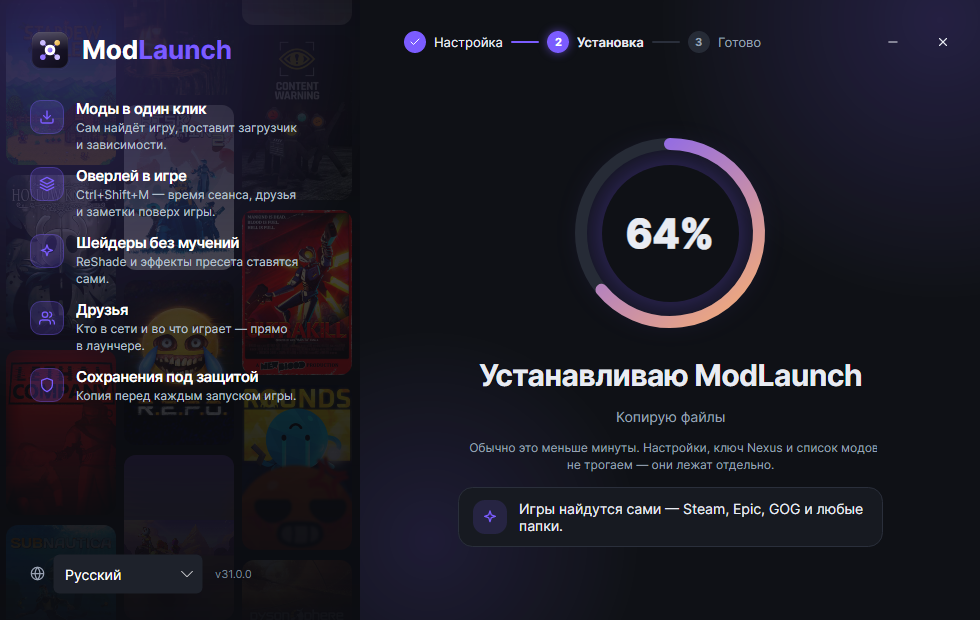 ModLaunch
Моды в один клик
Сам найдёт игру, поставит загрузчик
и зависимости.
Оверлей в игре
Ctrl+Shift+M — время сеанса, друзья
и заметки поверх игры.
Шейдеры без мучений
ReShade и эффекты пресета ставятся
сами.
Друзья
Кто в сети и во что играет — прямо
в лаунчере.
Сохранения под защитой
Копия перед каждым запуском игры.
CONTENT
WARNING
R.E.P.O.
ROUNDS
SUBNAUTICA
Русский
v31.0.0
Настройка
2 Установка
3 Готово
64%
Устанавливаю ModLaunch
Копирую файлы
Обычно это меньше минуты. Настройки, ключ Nexus и список модов
не трогаем — они лежат отдельно.
Игры найдутся сами — Steam, Epic, GOG и любые
папки.